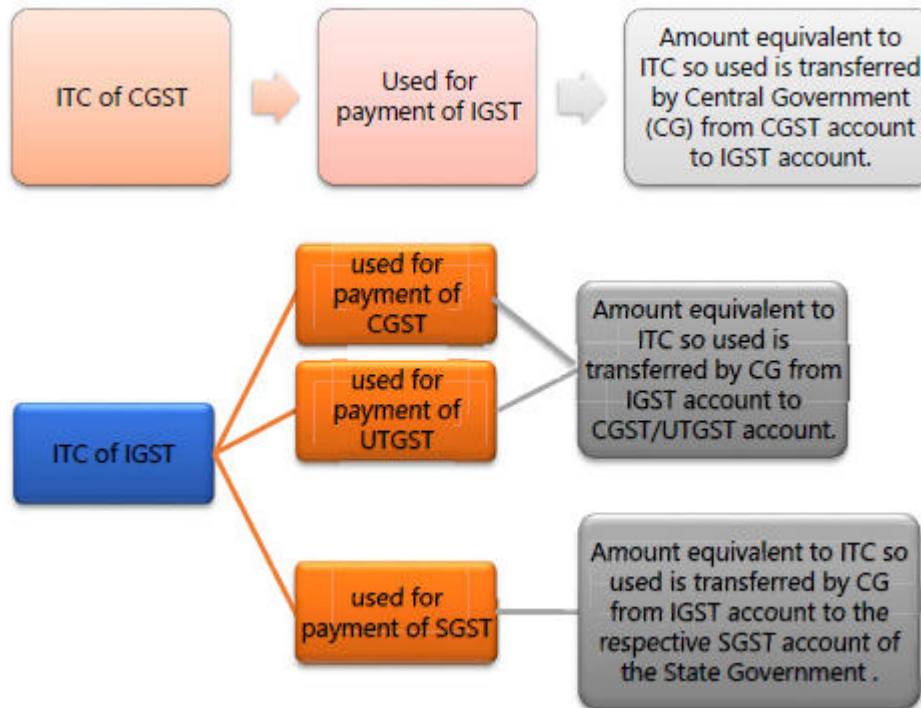 ITC of CGST
Used for
payment of IGST
Amount equivalent to
ITC so used is transferred
by Central Government
(CG) from CGST account
to IGST account.
ITC of IGST
used for
payment of
CGST
used for
payment of
UTGST
Amount equivalent to
ITC so used is
transferred by CG from
IGST account to
CGST/UTGST account.
used for
payment of SGST
Amount equivalent to ITC so
used is transferred by CG
from IGST account to the
respective SGST account of
the State Government .